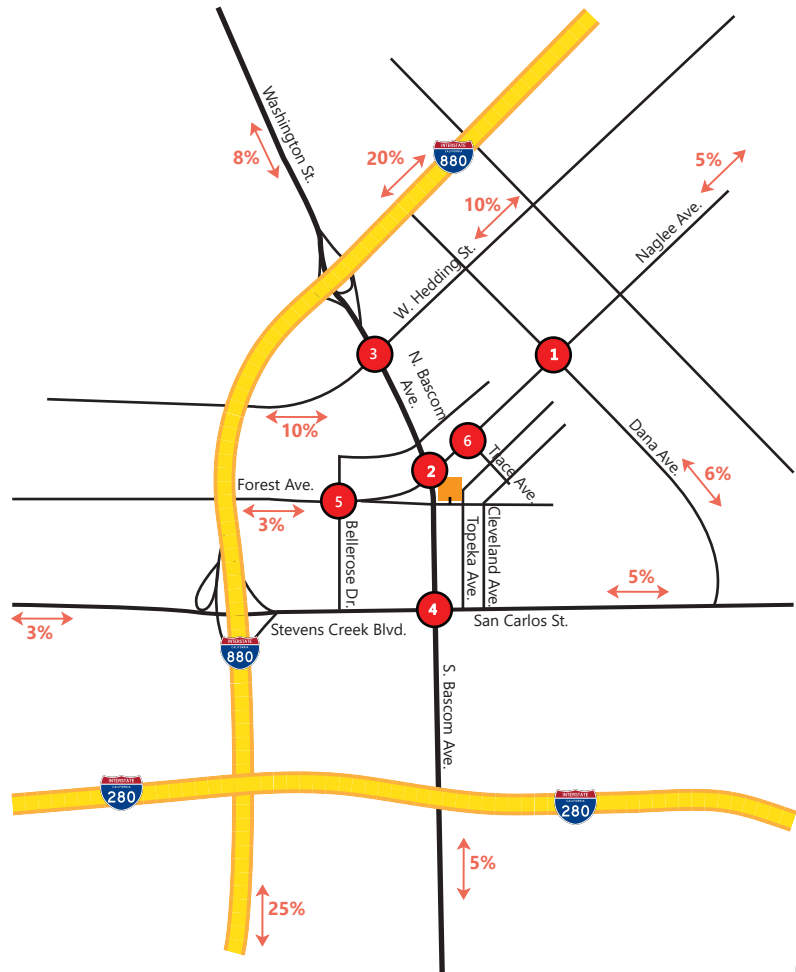 Washington St.
8%
20%
INTERSTATE
CALIFORNIA
880
5%
10%
Naglee Ave.
W. Hedding St.
3
1
N. Bascom
Ave.
10%
6
Dana Ave.
2
Trace Ave.
6%
Forest Ave.
5
3%
Bellerose Dr.
Topeka Ave.
Cleveland Ave.
5%
4
3%
Stevens Creek Blvd.
San Carlos St.
INTERSTATE
CALIFORNIA
880
S. Bascom Ave.
INTERSTATE
CALIFORNIA
280
INTERSTATE
CALIFORNIA
280
5%
25%